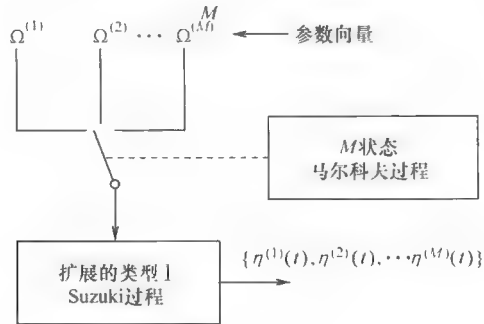 Ω⁽¹⁾ Ω⁽²⁾ ⋯ Ω⁽ᴹ⁾ 参数向量
M
M状态
马尔科夫过程
扩展的类型 I
Suzuki过程
{η⁽¹⁾(t),η⁽²⁾(t),⋯η⁽ᴹ⁾(t)}